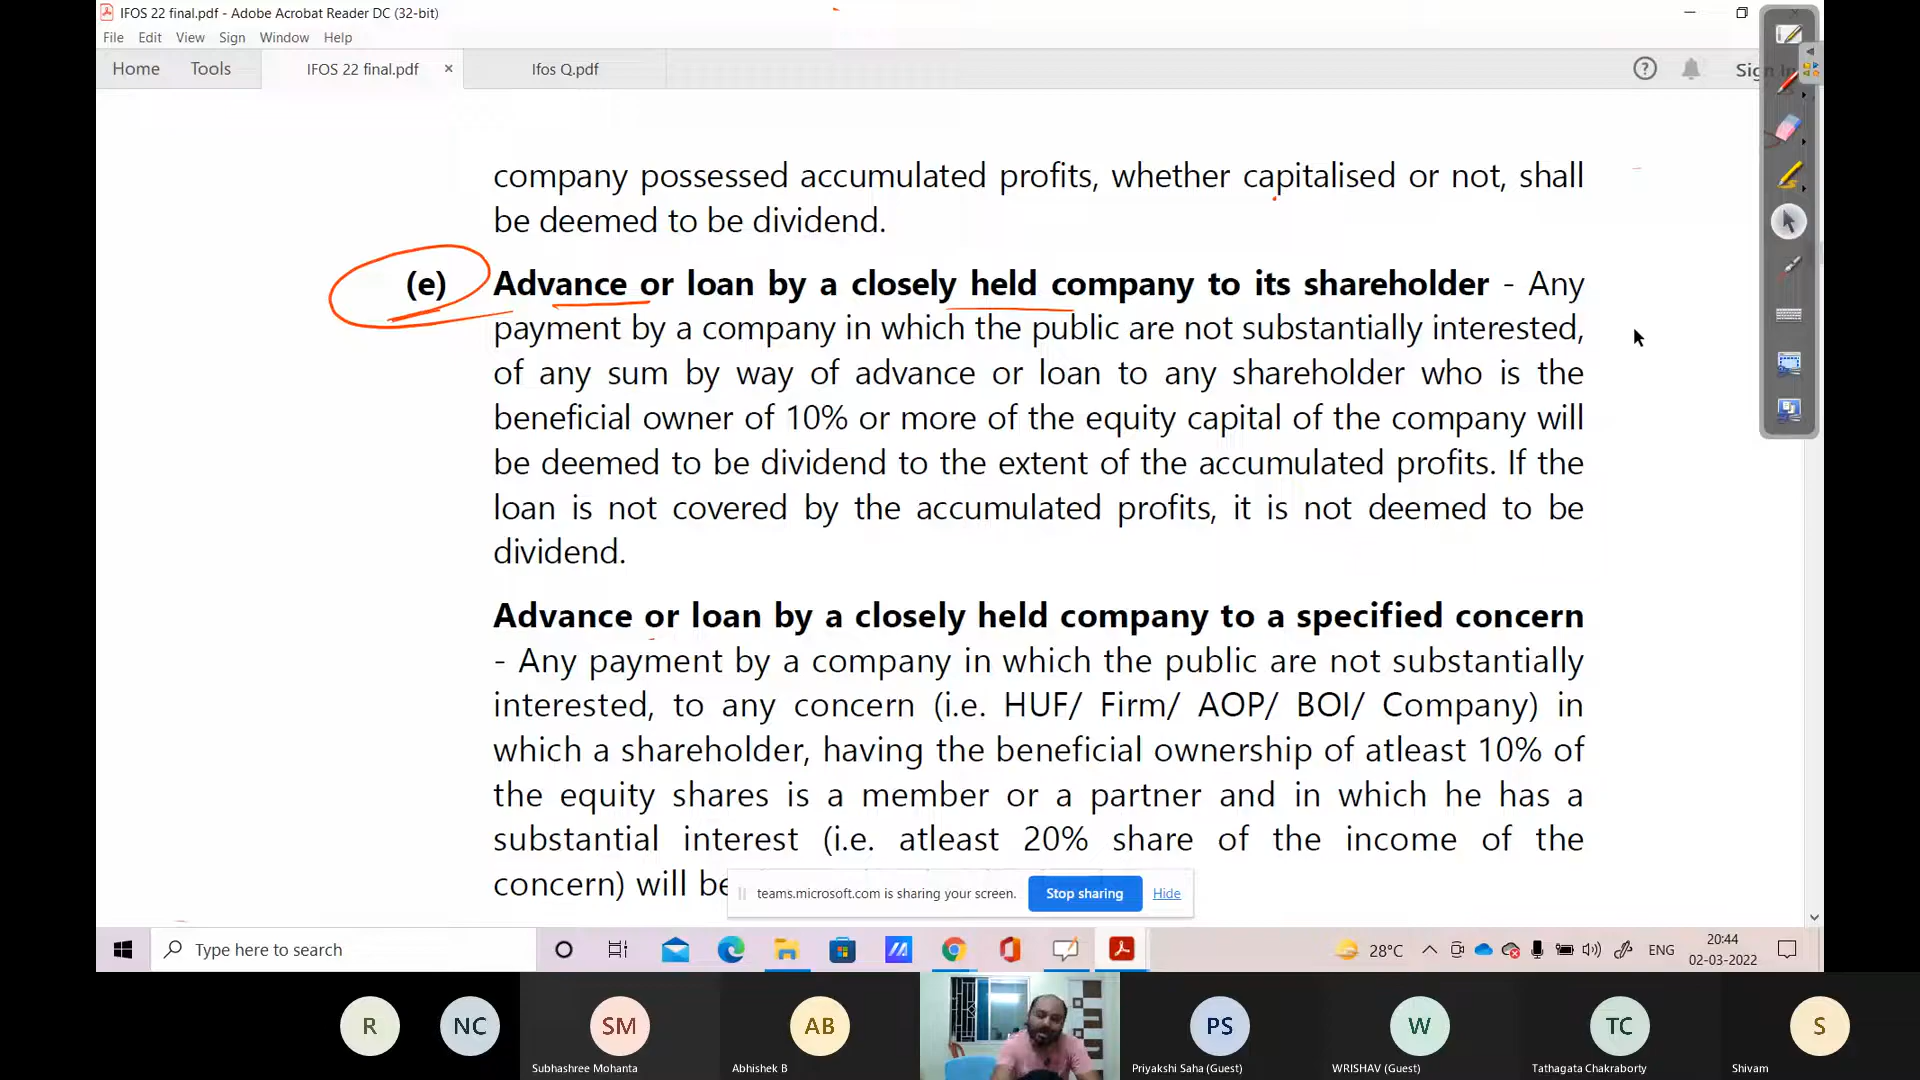 IFOS 22 final.pdf - Adobe Acrobat Reader DC (32-bit)
File Edit View Sign Window Help
Home Tools IFOS 22 final.pdf × Ifos Q.pdf Sign In
company possessed accumulated profits, whether capitalised or not, shall
be deemed to be dividend.
(e) Advance or loan by a closely held company to its shareholder - Any
payment by a company in which the public are not substantially interested,
of any sum by way of advance or loan to any shareholder who is the
beneficial owner of 10% or more of the equity capital of the company will
be deemed to be dividend to the extent of the accumulated profits. If the
loan is not covered by the accumulated profits, it is not deemed to be
dividend.
Advance or loan by a closely held company to a specified concern
- Any payment by a company in which the public are not substantially
interested, to any concern (i.e. HUF/ Firm/ AOP/ BOI/ Company) in
which a shareholder, having the beneficial ownership of atleast 10% of
the equity shares is a member or a partner and in which he has a
substantial interest (i.e. atleast 20% share of the income of the
concern) will be
teams.microsoft.com is sharing your screen. Stop sharing Hide
Type here to search 28°C ENG 20:44
02-03-2022
R NC SM AB PS W TC S
Subhashree Mohanta Abhishek B Priyakshi Saha (Guest) WRISHAV (Guest) Tathagata Chakraborty Shivam